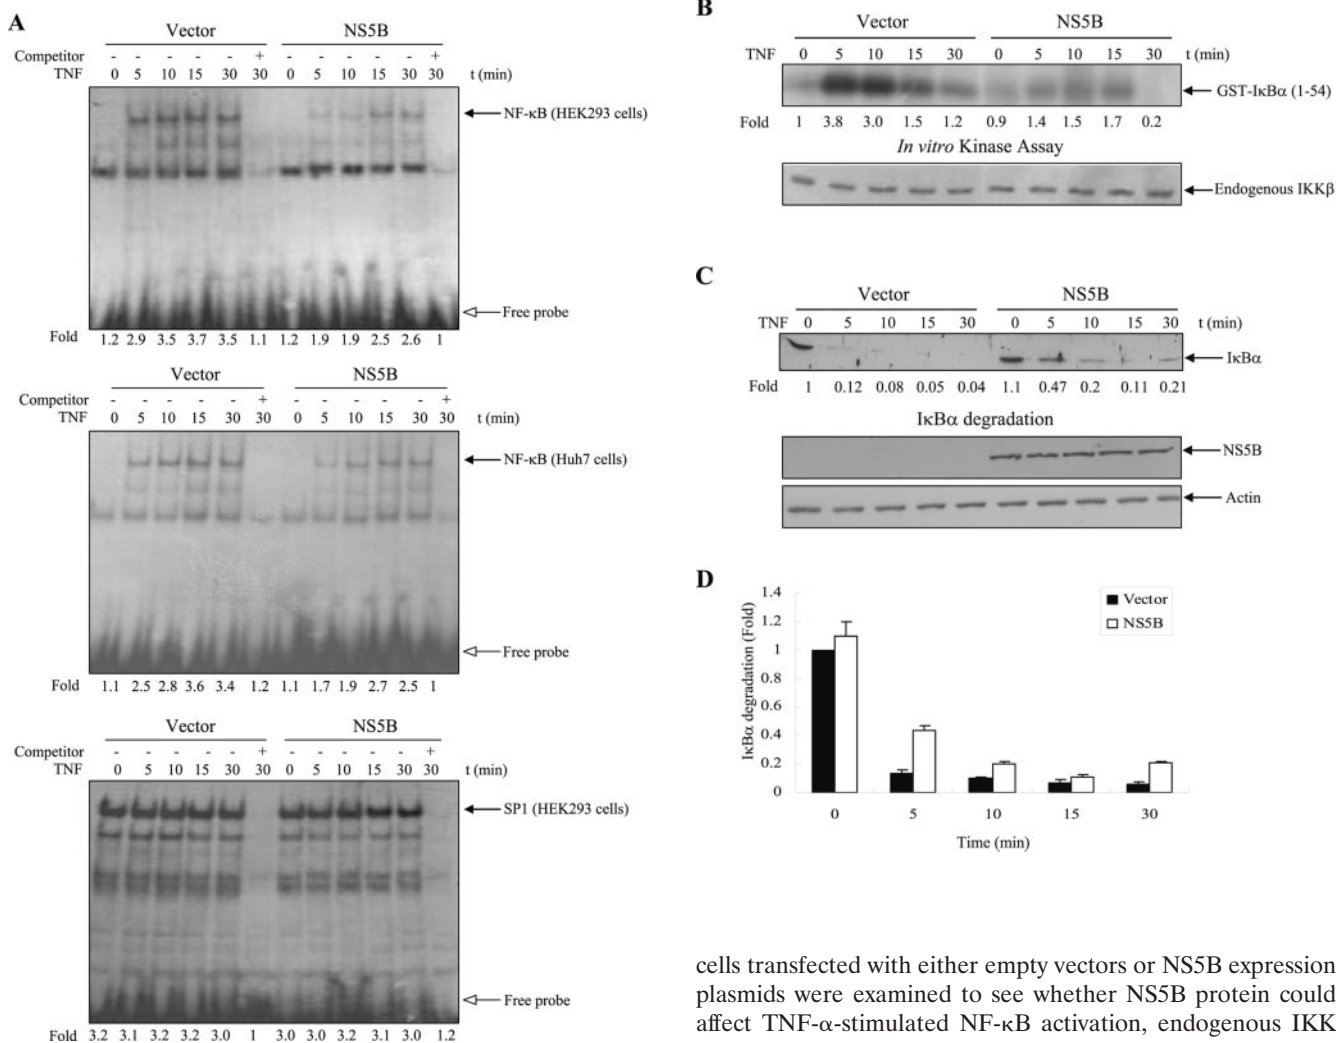 A
Vector NS5B
Competitor - - - - - + - - - - - +
TNF 0 5 10 15 30 30 0 5 10 15 30 30 t (min)
NF-κB (HEK293 cells)
Free probe
Fold 1.2 2.9 3.5 3.7 3.5 1.1 1.2 1.9 1.9 2.5 2.6 1
Vector NS5B
Competitor - - - - - + - - - - - +
TNF 0 5 10 15 30 30 0 5 10 15 30 30 t (min)
NF-κB (Huh7 cells)
Free probe
Fold 1.1 2.5 2.8 3.6 3.4 1.2 1.1 1.7 1.9 2.7 2.5 1
Vector NS5B
Competitor - - - - - + - - - - - +
TNF 0 5 10 15 30 30 0 5 10 15 30 30 t (min)
SP1 (HEK293 cells)
Free probe
Fold 3.2 3.1 3.2 3.2 3.0 1 3.0 3.0 3.2 3.1 3.0 1.2
B
Vector NS5B
TNF 0 5 10 15 30 0 5 10 15 30 t (min)
GST-IκBα (1-54)
Fold 1 3.8 3.0 1.5 1.2 0.9 1.4 1.5 1.7 0.2
In vitro Kinase Assay
Endogenous IKKβ
C
Vector NS5B
TNF 0 5 10 15 30 0 5 10 15 30 t (min)
IκBα
Fold 1 0.12 0.08 0.05 0.04 1.1 0.47 0.2 0.11 0.21
IκBα degradation
NS5B
Actin
D
IκBα degradation (Fold)
1.4
1.2
1
0.8
0.6
0.4
0.2
0
Vector
NS5B
0 5 10 15 30
Time (min)
cells transfected with either empty vectors or NS5B expression
plasmids were examined to see whether NS5B protein could
affect TNF-α-stimulated NF-κB activation, endogenous IKK